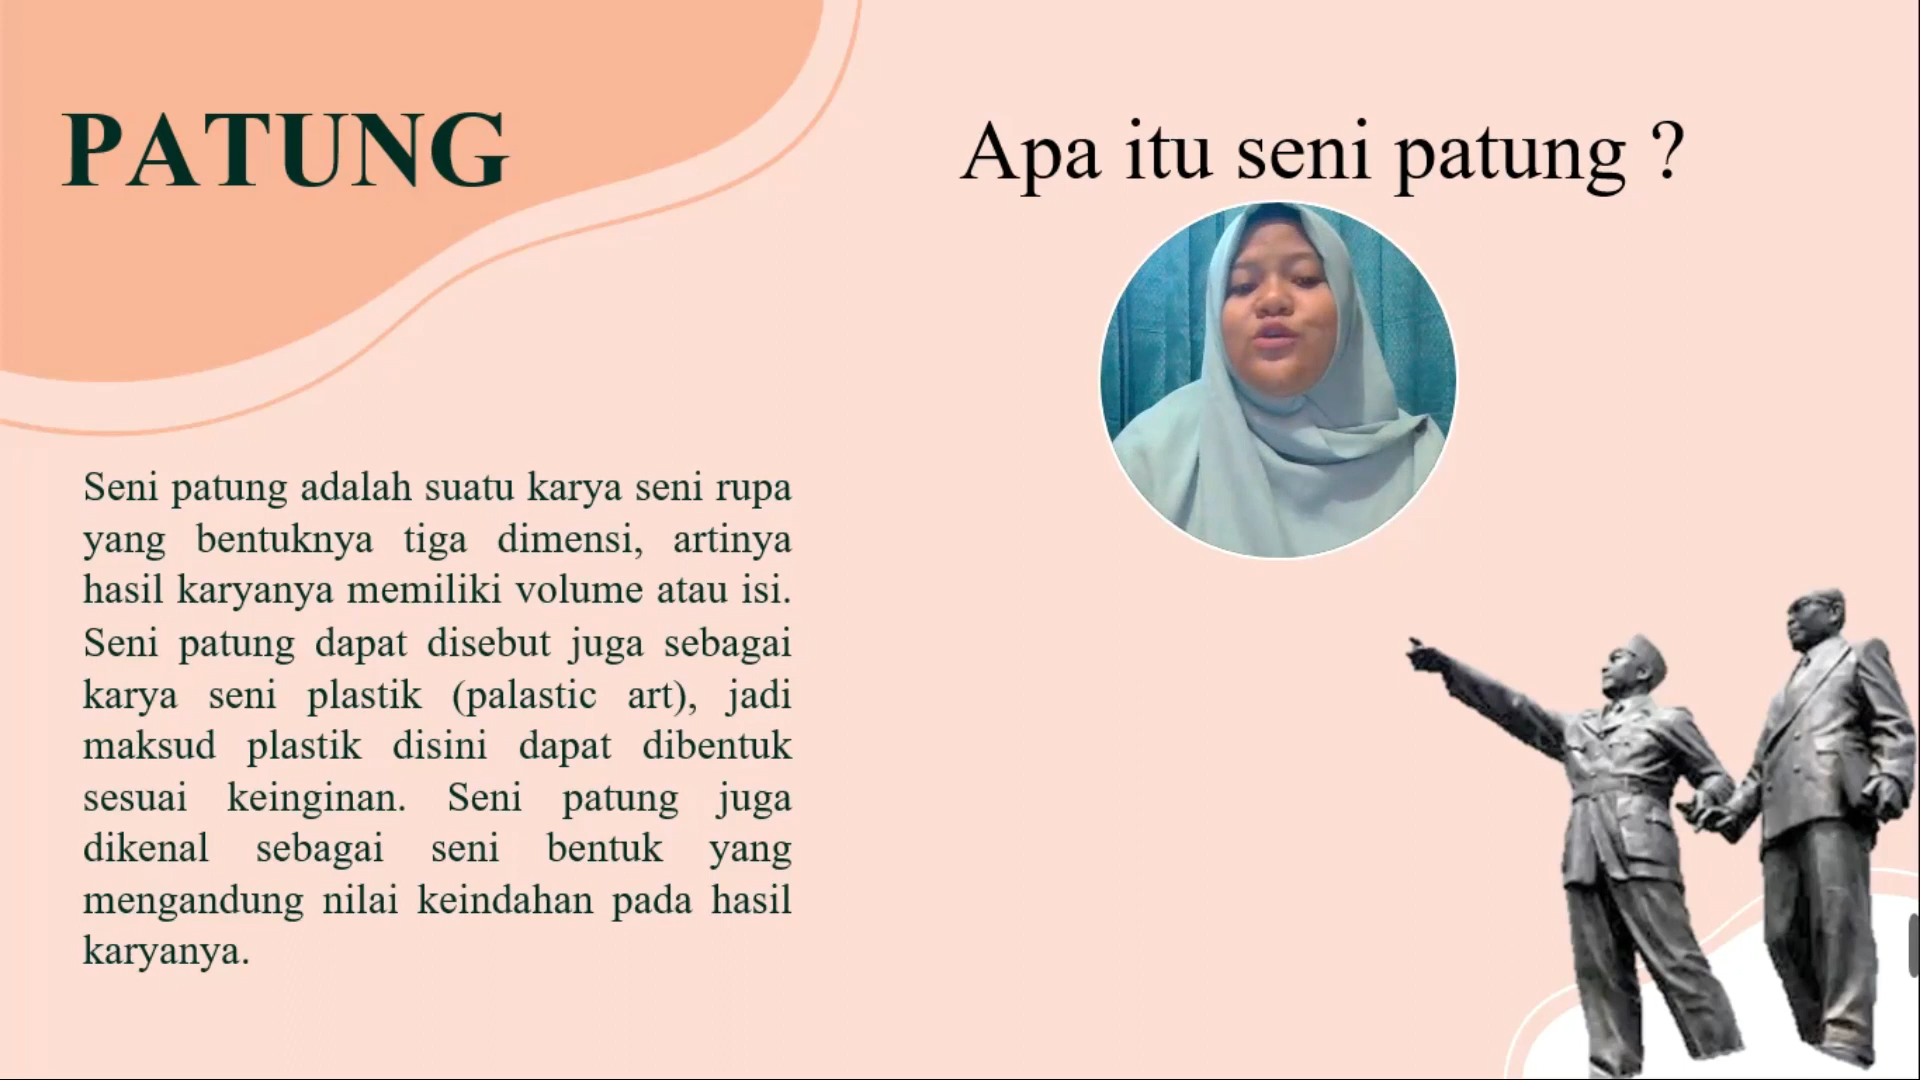 PATUNG
Apa itu seni patung ?
Seni patung adalah suatu karya seni rupa
yang bentuknya tiga dimensi, artinya
hasil karyanya memiliki volume atau isi.
Seni patung dapat disebut juga sebagai
karya seni plastik (palastic art), jadi
maksud plastik disini dapat dibentuk
sesuai keinginan. Seni patung juga
dikenal sebagai seni bentuk yang
mengandung nilai keindahan pada hasil
karyanya.